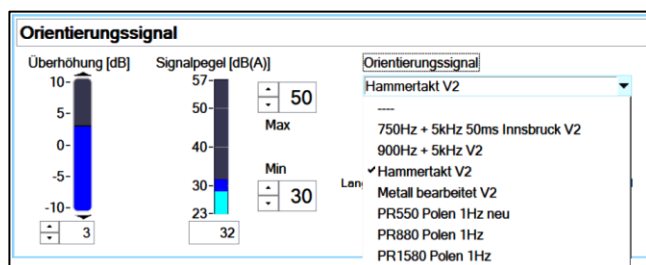 Orientierungssignal
Überhöhung [dB]
10-
5-
0-
-5-
-10-
3
Signalpegel [dB(A)]
57-
50-
40-
30-
23-
32
50
Max
Min
30
Orientierungssignal
Hammertakt V2
----
750Hz + 5kHz 50ms Innsbruck V2
900Hz + 5kHz V2
✓Hammertakt V2
Metall bearbeitet V2
PR550 Polen 1Hz neu
PR880 Polen 1Hz
PR1580 Polen 1Hz